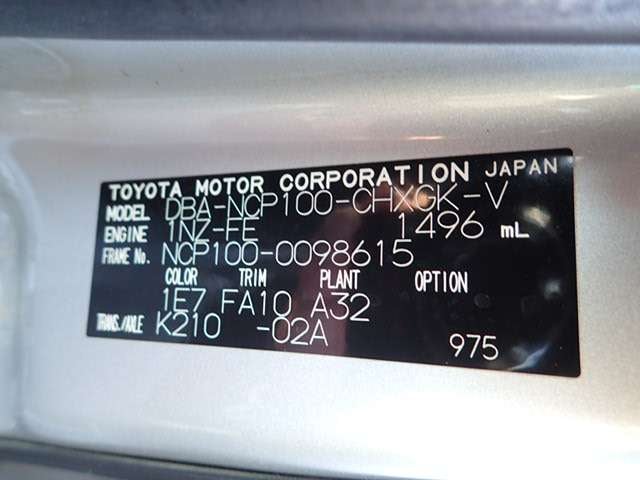 TOYOTA MOTOR CORPORATION JAPAN
MODEL DBA-NCP100-CHXGK-V
ENGINE 1NZ-FE 1496 mL
FRAME No. NCP100-0098615
COLOR TRIM PLANT OPTION
1E7 FA10 A32
TRANS./AXLE K210 -02A
975